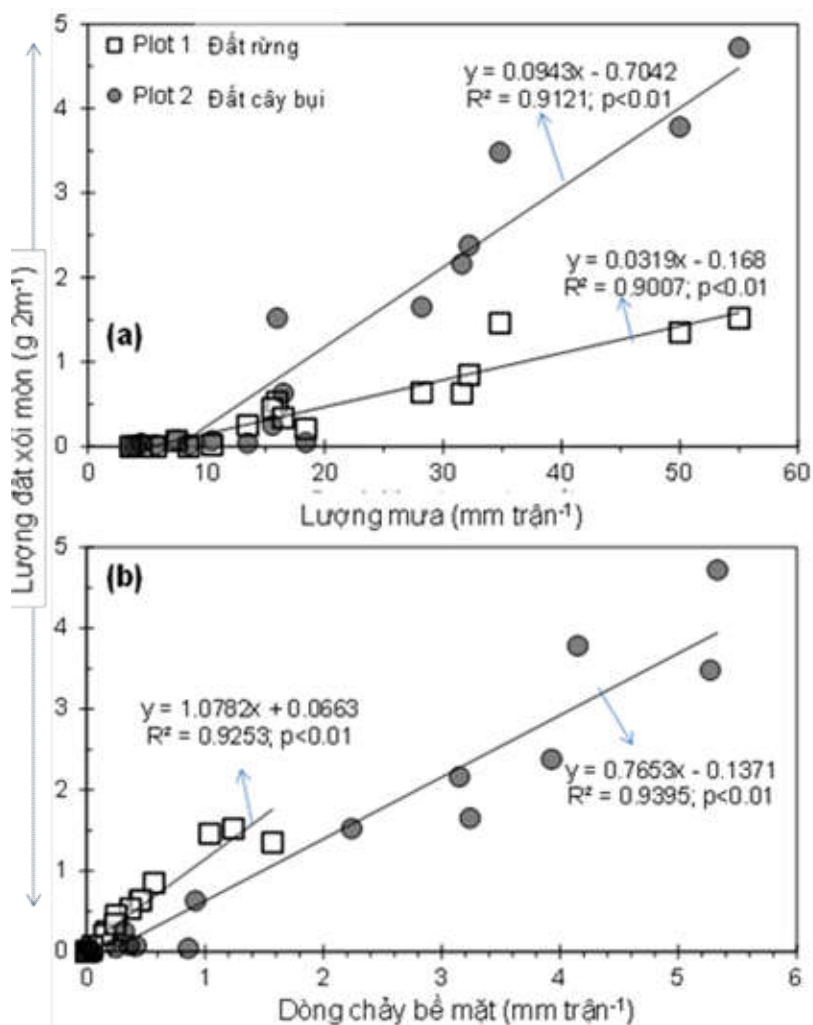 5
4
3
2
1
0
Plot 1 Đất rừng
Plot 2 Đất cây bụi
y = 0.0943x - 0.7042
R² = 0.9121; p<0.01
y = 0.0319x - 0.168
R² = 0.9007; p<0.01
(a)
0 10 20 30 40 50 60
Lượng mưa (mm trận-1)
Lượng đất xói mòn (g 2m-1)
5
4
3
2
1
0
(b)
y = 1.0782x + 0.0663
R² = 0.9253; p<0.01
y = 0.7653x - 0.1371
R² = 0.9395; p<0.01
0 1 2 3 4 5 6
Dòng chảy bề mặt (mm trận-1)